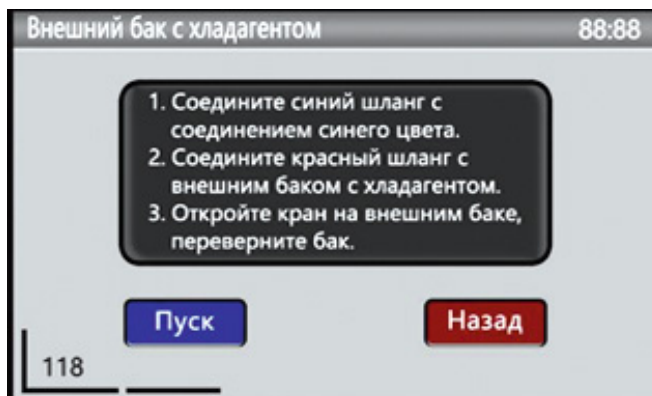 Внешний бак с хладагентом 88:88
1. Соедините синий шланг с
соединением синего цвета.
2. Соедините красный шланг с
внешним баком с хладагентом.
3. Откройте кран на внешним баке,
переверните бак.
Пуск Назад
118